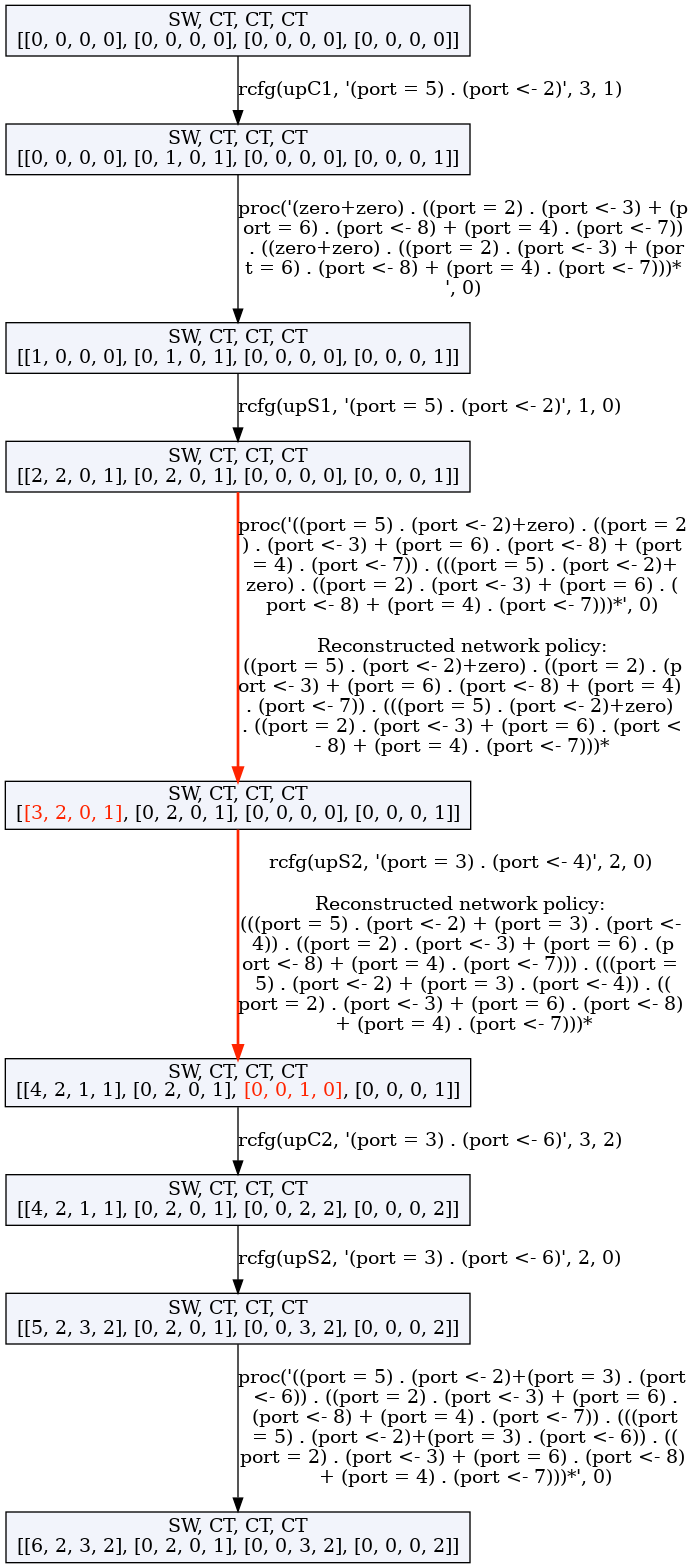 SW, CT, CT, CT
[[0, 0, 0, 0], [0, 0, 0, 0], [0, 0, 0, 0], [0, 0, 0, 0]]
rcfg(upC1, '(port = 5) . (port <- 2)', 3, 1)
SW, CT, CT, CT
[[0, 0, 0, 0], [0, 1, 0, 1], [0, 0, 0, 0], [0, 0, 0, 1]]
proc('(zero+zero) . ((port = 2) . (port <- 3) + (p
ort = 6) . (port <- 8) + (port = 4) . (port <- 7))
. ((zero+zero) . ((port = 2) . (port <- 3) + (por
t = 6) . (port <- 8) + (port = 4) . (port <- 7)))*
', 0)
SW, CT, CT, CT
[[1, 0, 0, 0], [0, 1, 0, 1], [0, 0, 0, 0], [0, 0, 0, 1]]
rcfg(upS1, '(port = 5) . (port <- 2)', 1, 0)
SW, CT, CT, CT
[[2, 2, 0, 1], [0, 2, 0, 1], [0, 0, 0, 0], [0, 0, 0, 1]]
proc('((port = 5) . (port <- 2)+zero) . ((port = 2
) . (port <- 3) + (port = 6) . (port <- 8) + (port
= 4) . (port <- 7)) . (((port = 5) . (port <- 2)+
zero) . ((port = 2) . (port <- 3) + (port = 6) . (
port <- 8) + (port = 4) . (port <- 7)))*', 0)
Reconstructed network policy:
((port = 5) . (port <- 2)+zero) . ((port = 2) . (p
ort <- 3) + (port = 6) . (port <- 8) + (port = 4)
. (port <- 7)) . (((port = 5) . (port <- 2)+zero)
. ((port = 2) . (port <- 3) + (port = 6) . (port <
- 8) + (port = 4) . (port <- 7)))*
SW, CT, CT, CT
[[3, 2, 0, 1], [0, 2, 0, 1], [0, 0, 0, 0], [0, 0, 0, 1]]
rcfg(upS2, '(port = 3) . (port <- 4)', 2, 0)
Reconstructed network policy:
(((port = 5) . (port <- 2) + (port = 3) . (port <-
4)) . ((port = 2) . (port <- 3) + (port = 6) . (p
ort <- 8) + (port = 4) . (port <- 7))) . (((port =
5) . (port <- 2) + (port = 3) . (port <- 4)) . ((
port = 2) . (port <- 3) + (port = 6) . (port <- 8)
+ (port = 4) . (port <- 7)))*
SW, CT, CT, CT
[[4, 2, 1, 1], [0, 2, 0, 1], [0, 0, 1, 0], [0, 0, 0, 1]]
rcfg(upC2, '(port = 3) . (port <- 6)', 3, 2)
SW, CT, CT, CT
[[4, 2, 1, 1], [0, 2, 0, 1], [0, 0, 2, 2], [0, 0, 0, 2]]
rcfg(upS2, '(port = 3) . (port <- 6)', 2, 0)
SW, CT, CT, CT
[[5, 2, 3, 2], [0, 2, 0, 1], [0, 0, 3, 2], [0, 0, 0, 2]]
proc('((port = 5) . (port <- 2)+(port = 3) . (port
<- 6)) . ((port = 2) . (port <- 3) + (port = 6) .
(port <- 8) + (port = 4) . (port <- 7)) . (((port
= 5) . (port <- 2)+(port = 3) . (port <- 6)) . ((
port = 2) . (port <- 3) + (port = 6) . (port <- 8)
+ (port = 4) . (port <- 7)))*', 0)
SW, CT, CT, CT
[[6, 2, 3, 2], [0, 2, 0, 1], [0, 0, 3, 2], [0, 0, 0, 2]]